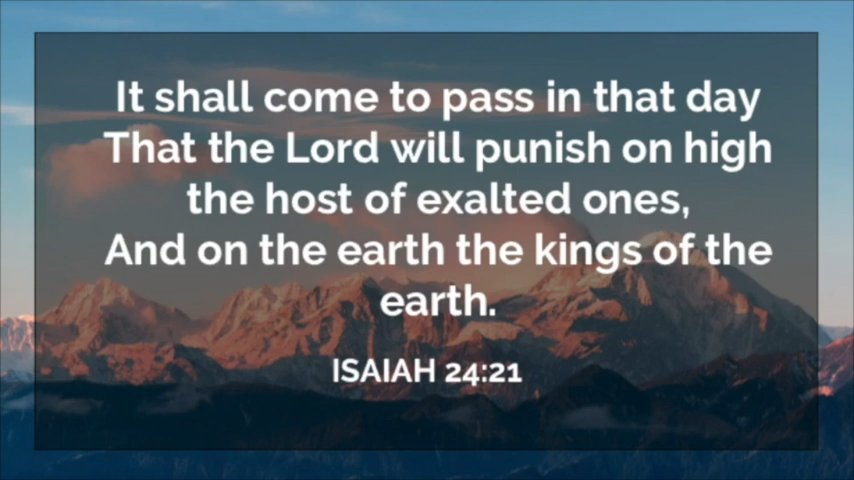 It shall come to pass in that day
That the Lord will punish on high
the host of exalted ones,
And on the earth the kings of the
earth.
ISAIAH 24:21